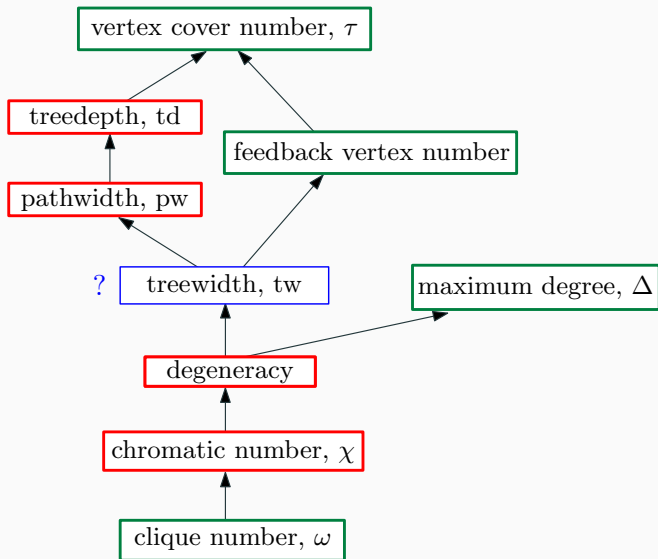 vertex cover number, τ
treedepth, td
feedback vertex number
pathwidth, pw
? treewidth, tw
maximum degree, Δ
degeneracy
chromatic number, χ
clique number, ω